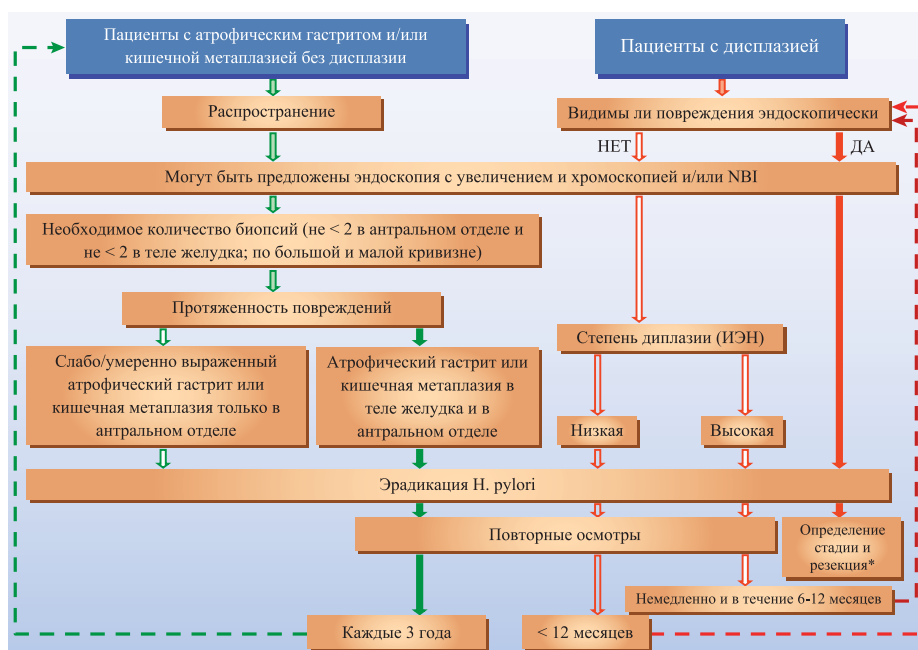 Пациенты с атрофическим гастритом и/или
кишечной метаплазией без дисплазии
Пациенты с дисплазией
Распространение
Видимы ли повреждения эндоскопически
НЕТ
ДА
Могут быть предложены эндоскопия с увеличением и хромоскопией и/или NBI
Необходимое количество биопсий (не < 2 в антральном отделе и
не < 2 в теле желудка; по большой и малой кривизне)
Протяженность повреждений
Степень диплазии (ИЭН)
Слабо/умеренно выраженный
атрофический гастрит или
кишечная метаплазия только в
антральном отделе
Атрофический гастрит или
кишечная метаплазия в
теле желудка и в
антральном отделе
Низкая
Высокая
Эрадикация H. pylori
Повторные осмотры
Определение
стадии и
резекция*
Немедленно и в течение 6-12 месяцев
Каждые 3 года
< 12 месяцев